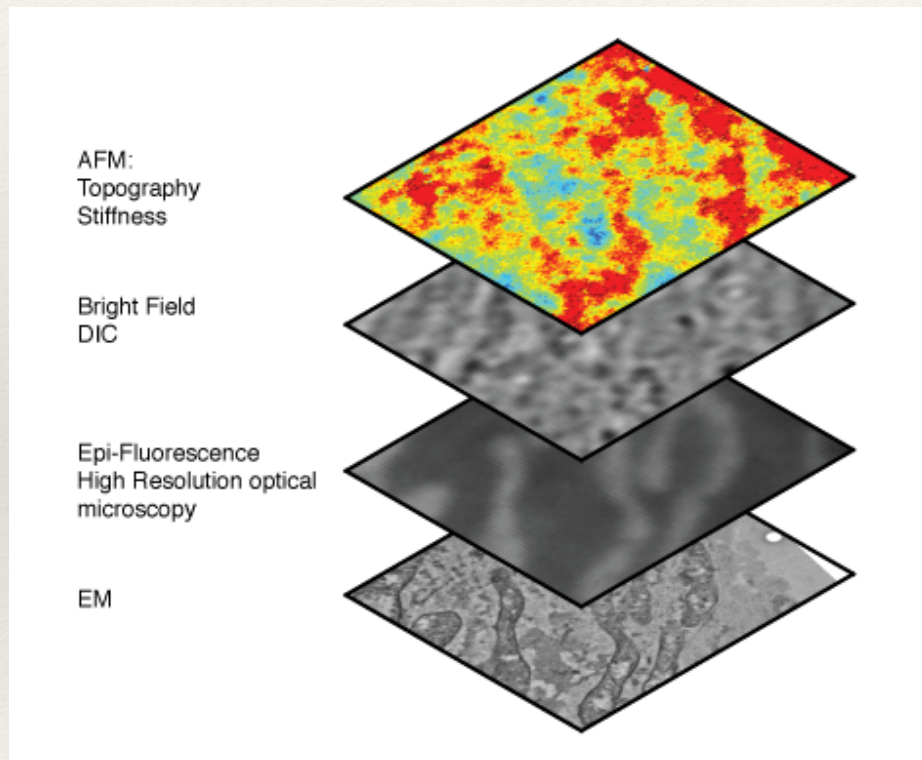 AFM:
Topography
Stiffness
Bright Field
DIC
Epi-Fluorescence
High Resolution optical
microscopy
EM